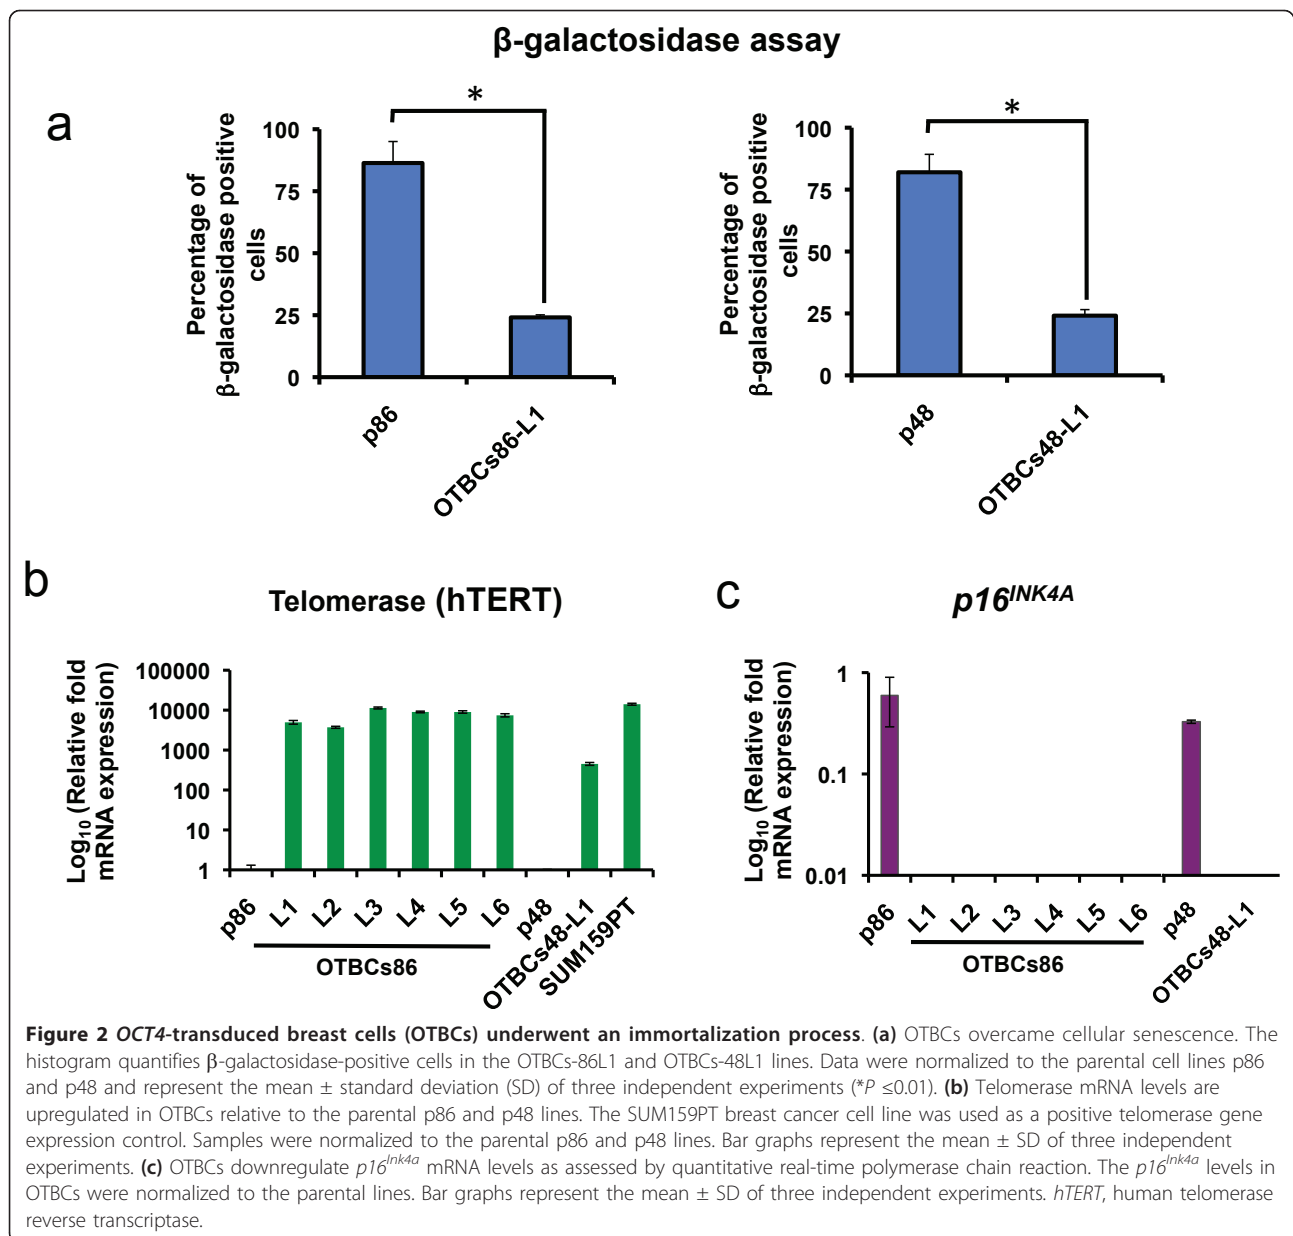 β-galactosidase assay
a
Percentage of
β-galactosidase positive
cells
100
75
50
25
0
*
p86
OTBCs86-L1
Percentage of
β-galactosidase positive
cells
100
75
50
25
0
*
p48
OTBCs48-L1
b
Telomerase (hTERT)
Log10 (Relative fold
mRNA expression)
100000
10000
1000
100
10
1
p86
L1
L2
L3
L4
L5
L6
p48
OTBCs48-L1
SUM159PT
OTBCs86
c
p16INK4A
Log10 (Relative fold
mRNA expression)
1
0.1
0.01
p86
L1
L2
L3
L4
L5
L6
p48
OTBCs48-L1
OTBCs86
Figure 2 OCT4-transduced breast cells (OTBCs) underwent an immortalization process. (a) OTBCs overcame cellular senescence. The
histogram quantifies β-galactosidase-positive cells in the OTBCs-86L1 and OTBCs-48L1 lines. Data were normalized to the parental cell lines p86
and p48 and represent the mean ± standard deviation (SD) of three independent experiments (*P ≤0.01). (b) Telomerase mRNA levels are
upregulated in OTBCs relative to the parental p86 and p48 lines. The SUM159PT breast cancer cell line was used as a positive telomerase gene
expression control. Samples were normalized to the parental p86 and p48 lines. Bar graphs represent the mean ± SD of three independent
experiments. (c) OTBCs downregulate p16Ink4a mRNA levels as assessed by quantitative real-time polymerase chain reaction. The p16Ink4a levels in
OTBCs were normalized to the parental lines. Bar graphs represent the mean ± SD of three independent experiments. hTERT, human telomerase
reverse transcriptase.